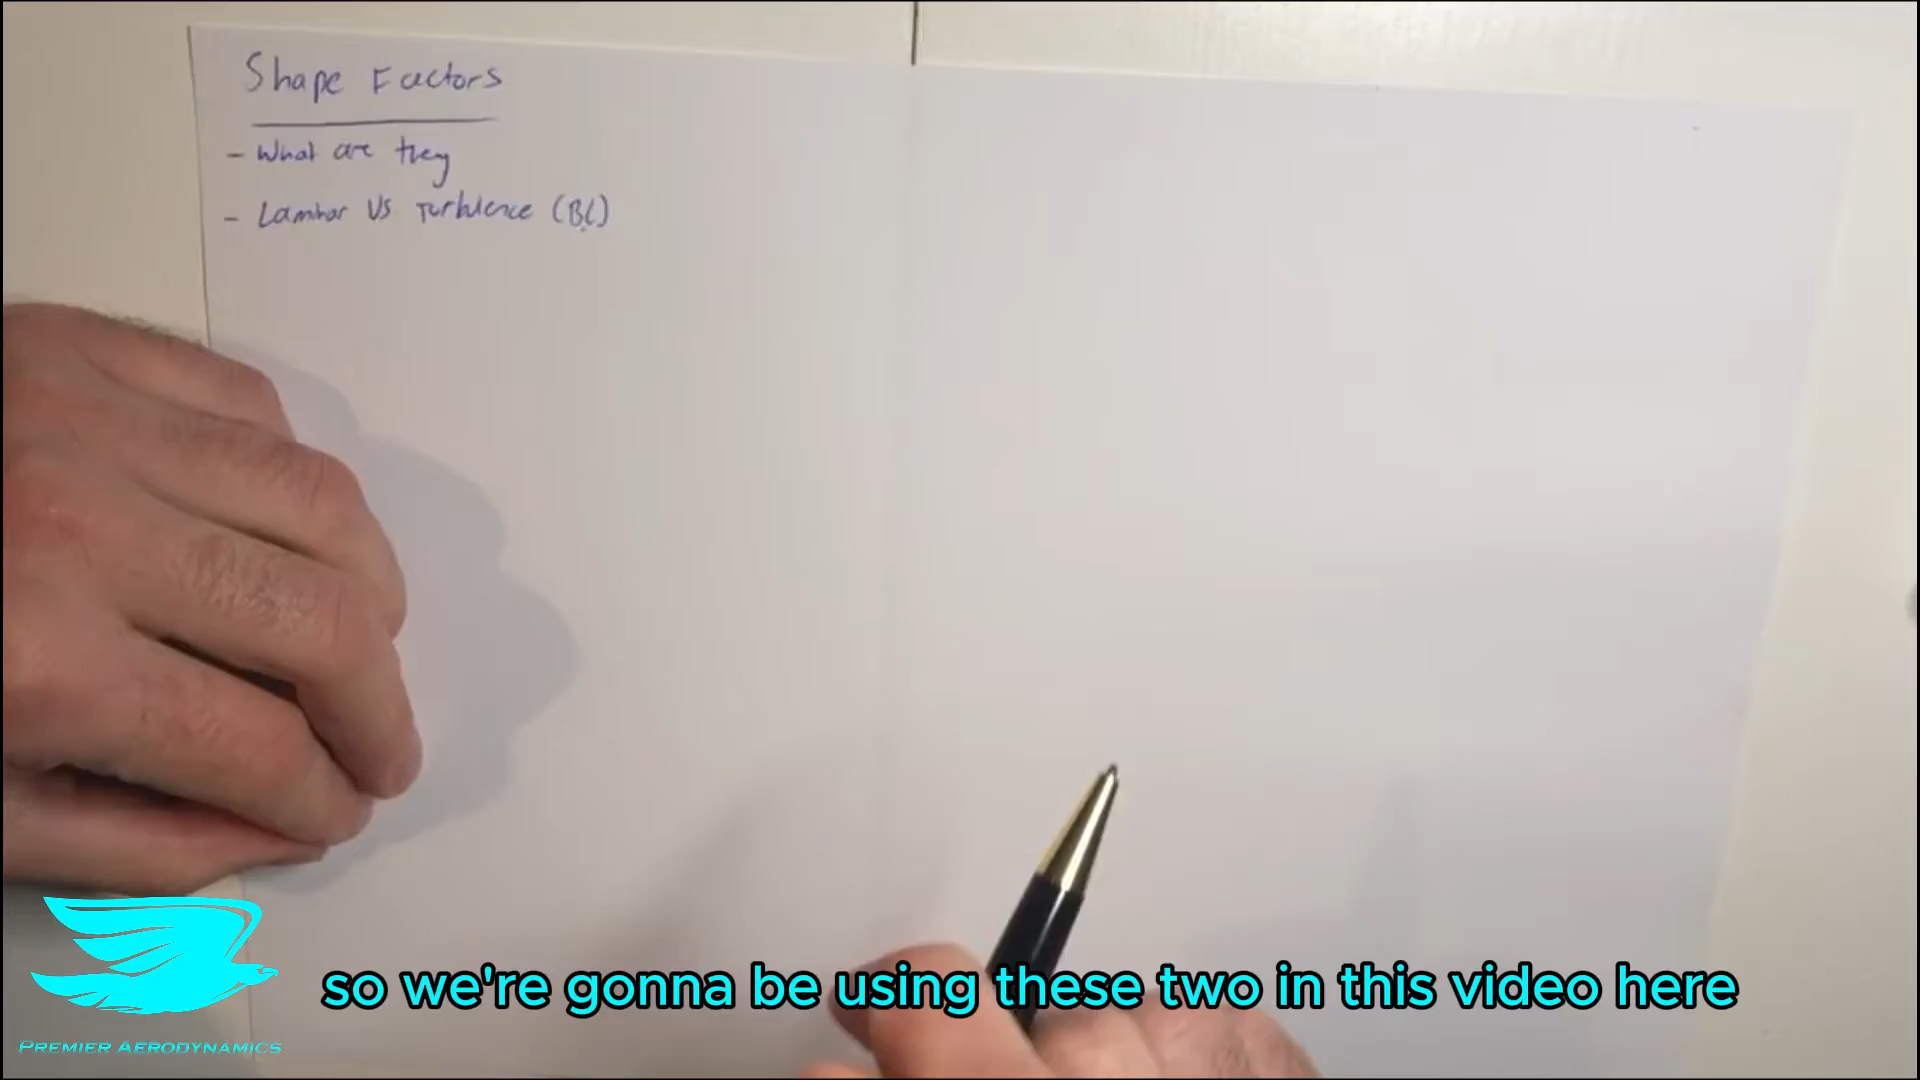 Shape Factors
- What are they
- Laminar VS Turbulence (BL)
so we're gonna be using these two in this video here
PREMIER AERODYNAMICS